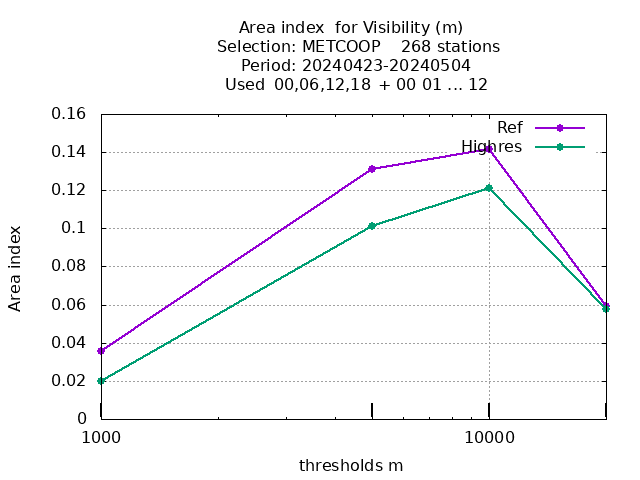 Area index  for Visibility (m)
Selection: METCOOP    268 stations
Period: 20240423-20240504
Used  00,06,12,18  + 00 01 ... 12
Ref
Highres
0.16
0.14
0.12
0.1
0.08
0.06
0.04
0.02
0
Area index
1000
10000
thresholds m